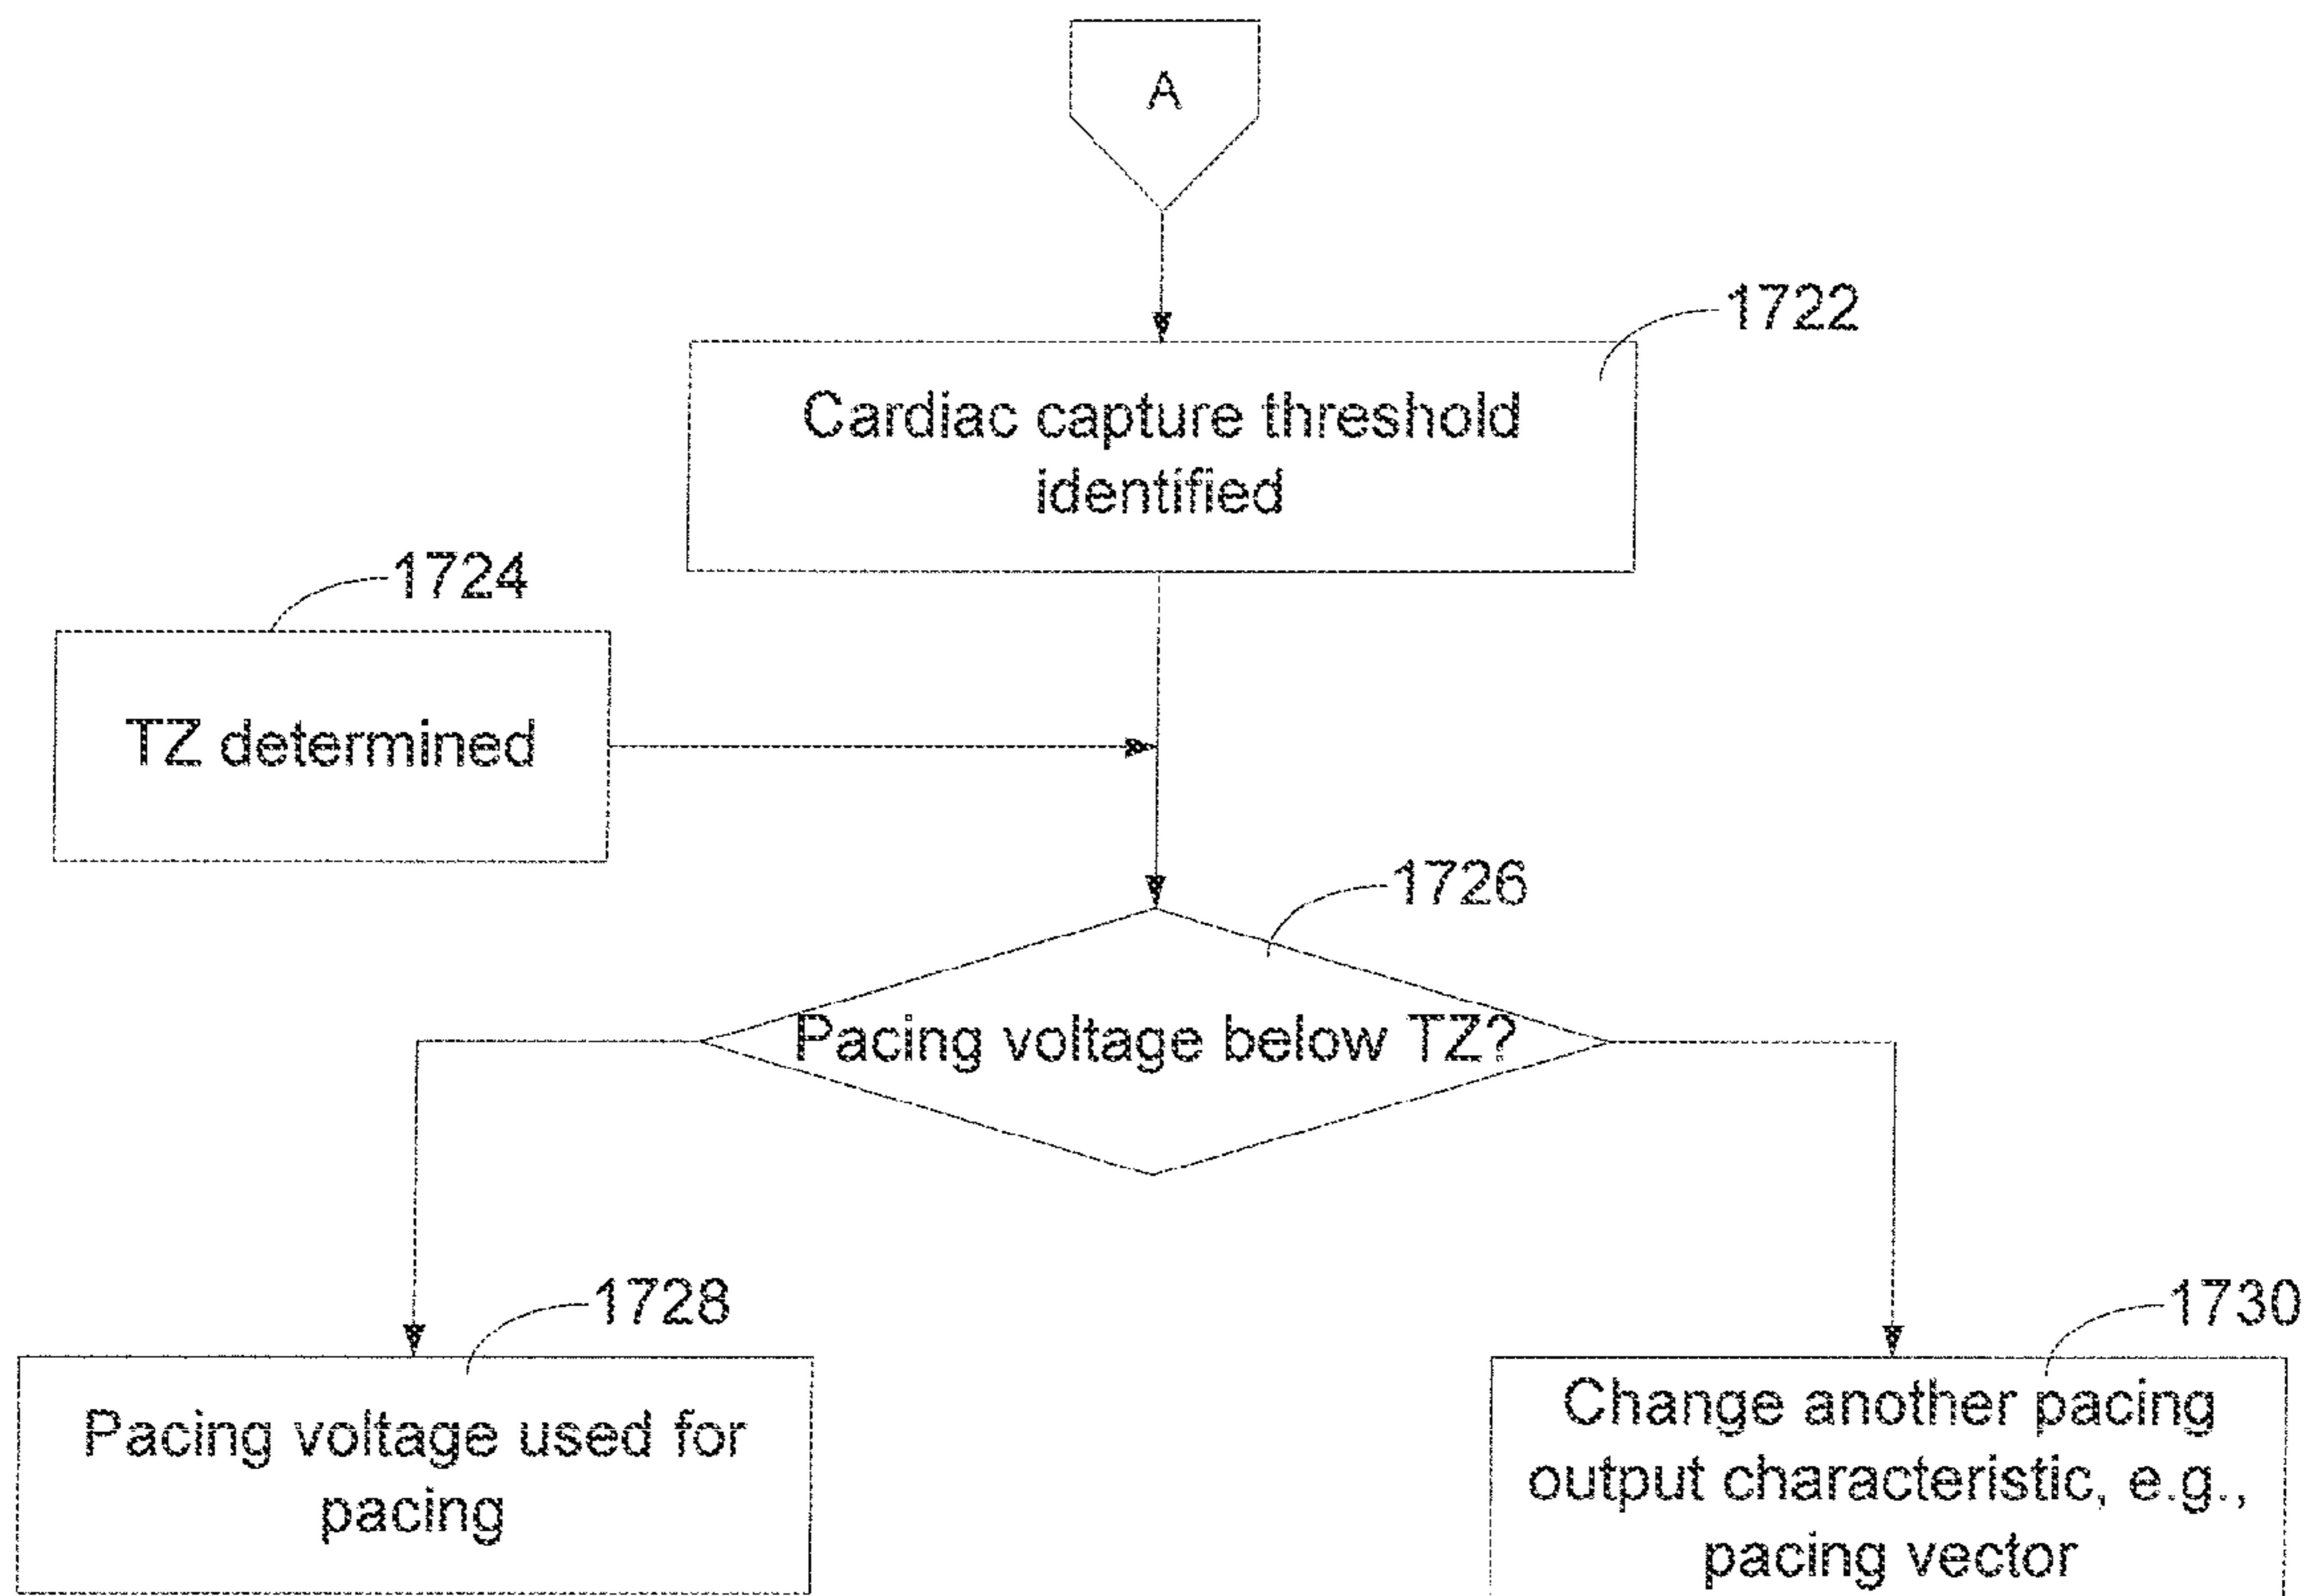 A
1722
Cardiac capture threshold
identified
1724
TZ determined
1726
Pacing voltage below TZ?
1728
Pacing voltage used for
pacing
1730
Change another pacing
output characteristic, e.g.,
pacing vector